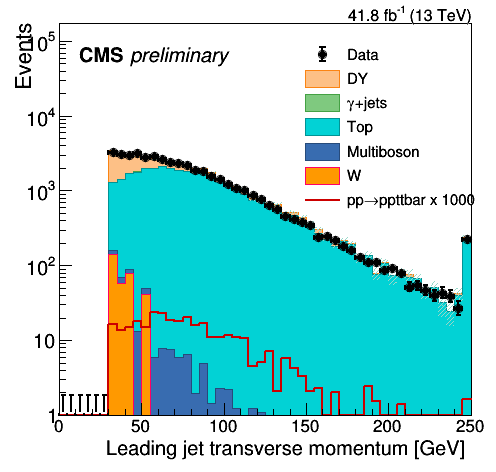 41.8 fb⁻¹ (13 TeV)
Events
CMS preliminary
Data
DY
γ+jets
Top
Multiboson
W
pp→ppttbar x 1000
10⁵
10⁴
10³
10²
10
1
0 50 100 150 200 250
Leading jet transverse momentum [GeV]